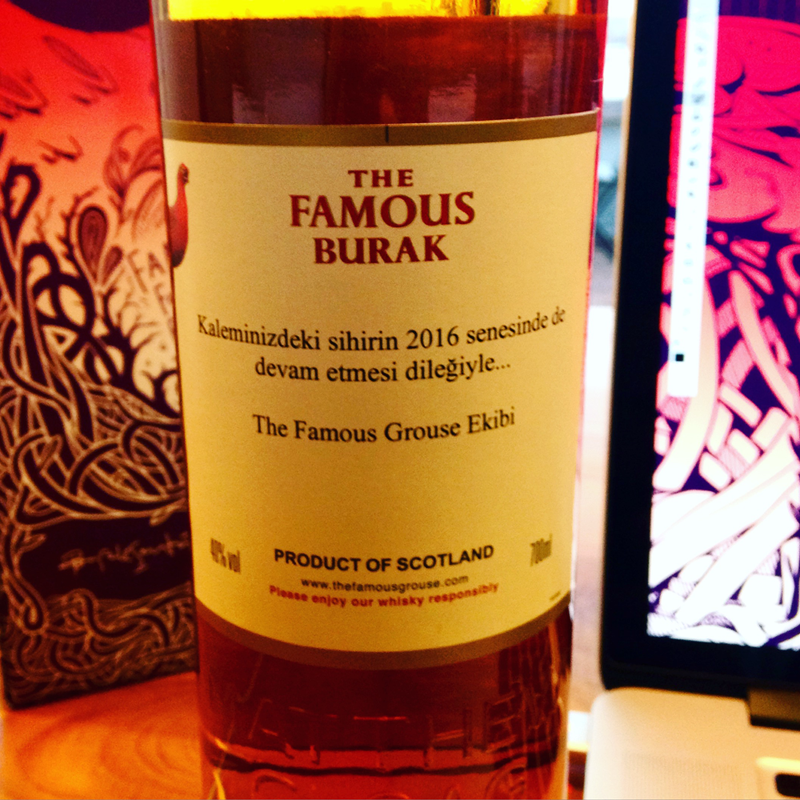 THE
FAMOUS
BURAK
Kaleminizdeki sihirin 2016 senesinde de
devam etmesi dileğiyle...
The Famous Grouse Ekibi
40% vol
PRODUCT OF SCOTLAND
700ml
www.thefamousgrouse.com
Please enjoy our whisky responsibly
MATTHEW